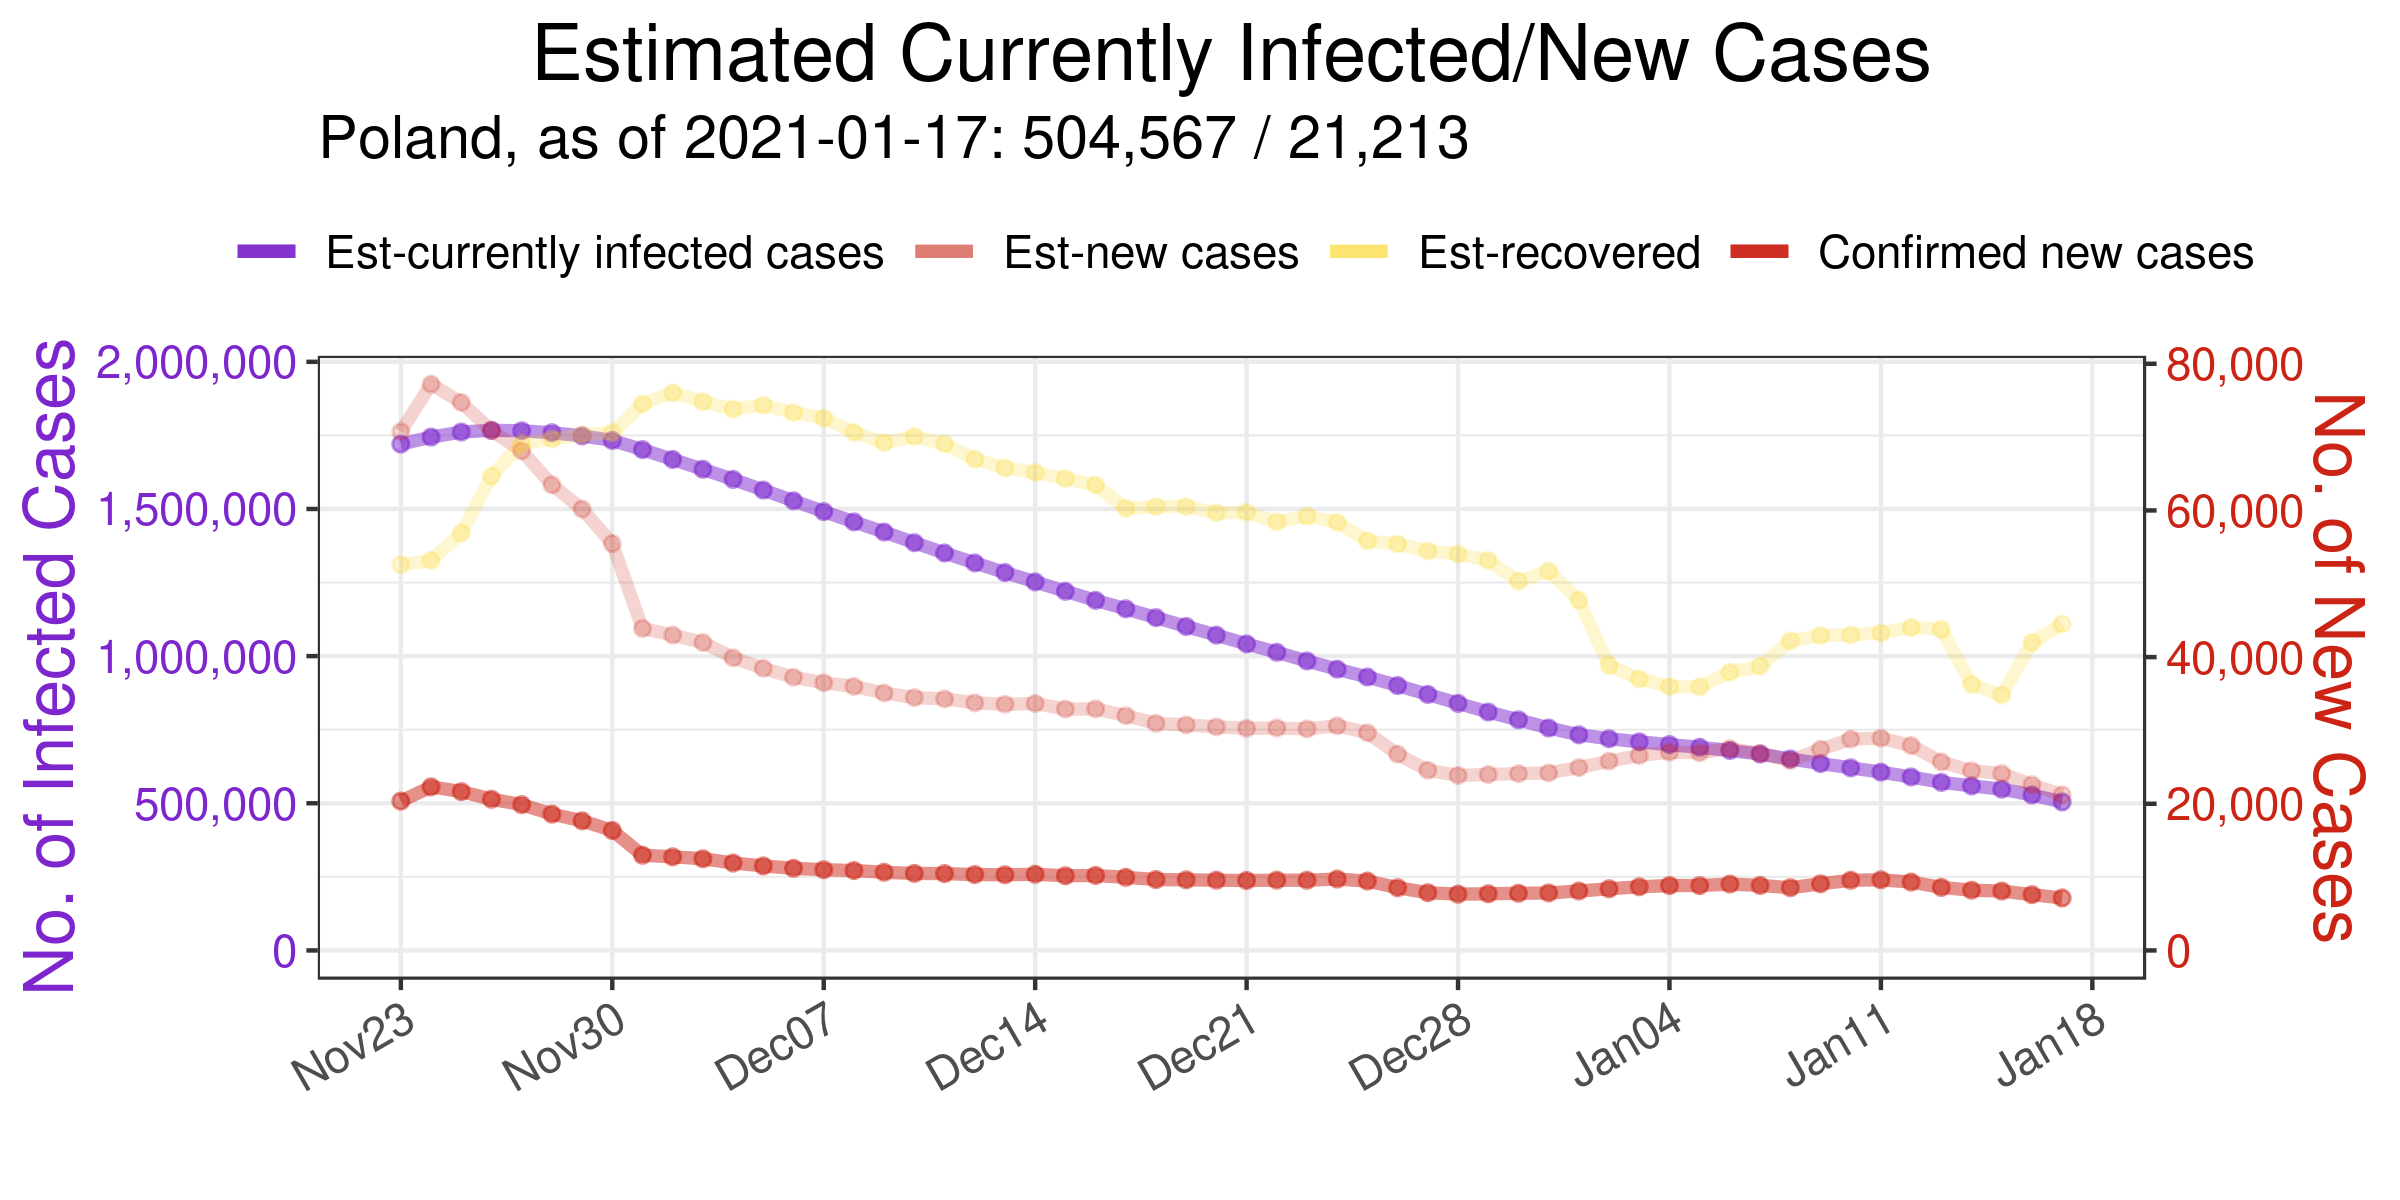 Estimated Currently Infected/New Cases
Poland, as of 2021-01-17: 504,567 / 21,213
Est-currently infected cases Est-new cases Est-recovered Confirmed new cases
No. of Infected Cases
2,000,000
1,500,000
1,000,000
500,000
0
80,000
60,000
40,000
20,000
0
No. of New Cases
Nov23 Nov30 Dec07 Dec14 Dec21 Dec28 Jan04 Jan11 Jan18